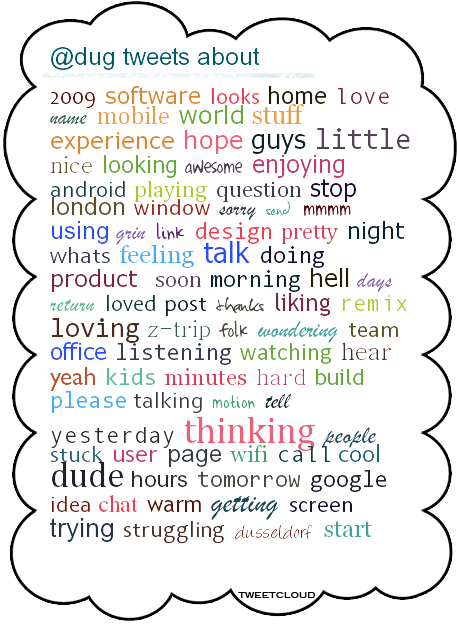 @dug tweets about
2009 software looks home love
name mobile world stuff
experience hope guys little
nice looking awesome enjoying
android playing question stop
london window sorry send mmmm
using grin link design pretty night
whats feeling talk doing
product soon morning hell days
return loved post thanks liking remix
loving z-trip folk wondering team
office listening watching hear
yeah kids minutes hard build
please talking motion tell
yesterday thinking people
stuck user page wifi call cool
dude hours tomorrow google
idea chat warm getting screen
trying struggling dusseldorf start
TWEETCLOUD